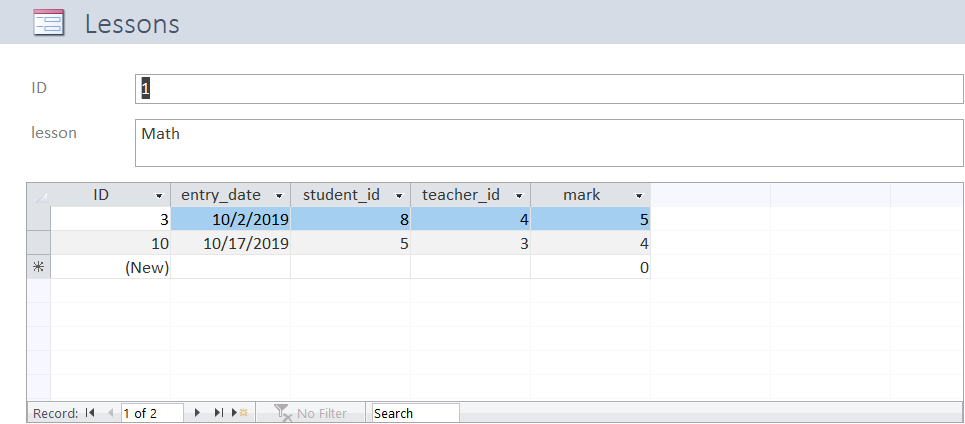 Lessons
ID 1
lesson Math
ID entry_date student_id teacher_id mark
3 10/2/2019 8 4 5
10 10/17/2019 5 3 4
(New) 0
Record: 1 of 2 No Filter Search